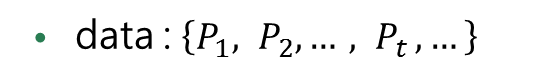 • data : {P₁, P₂, … , Pₜ, …}